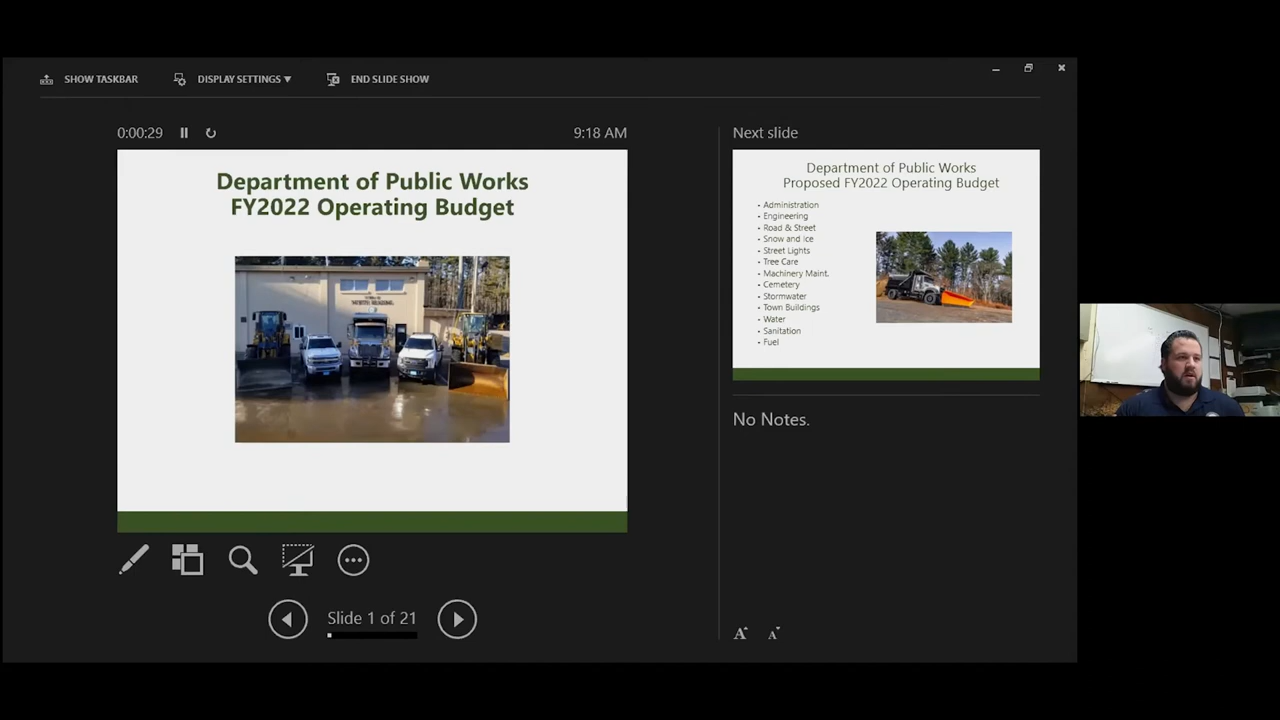 SHOW TASKBAR
DISPLAY SETTINGS ▼
END SLIDE SHOW
0:00:29
9:18 AM
Department of Public Works
FY2022 Operating Budget
NORTH READING
Slide 1 of 21
Next slide
Department of Public Works
Proposed FY2022 Operating Budget
• Administration
• Engineering
• Road & Street
• Snow and Ice
• Street Lights
• Tree Care
• Machinery Maint.
• Cemetery
• Stormwater
• Town Buildings
• Water
• Sanitation
• Fuel
No Notes.
A A